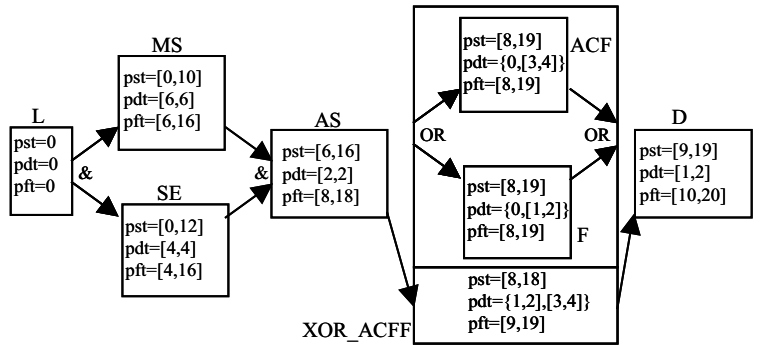 MS
pst=[0,10]
pdt=[6,6]
pft=[6,16]
L
pst=0
pdt=0
pft=0
&
SE
pst=[0,12]
pdt=[4,4]
pft=[4,16]
&
AS
pst=[6,16]
pdt=[2,2]
pft=[8,18]
ACF
pst=[8,19]
pdt={0,[3,4]}
pft=[8,19]
OR
OR
pst=[8,19]
pdt={0,[1,2]}
pft=[8,19]
F
XOR_ACFF
pst=[8,18]
pdt={1,2],[3,4]}
pft=[9,19]
D
pst=[9,19]
pdt=[1,2]
pft=[10,20]